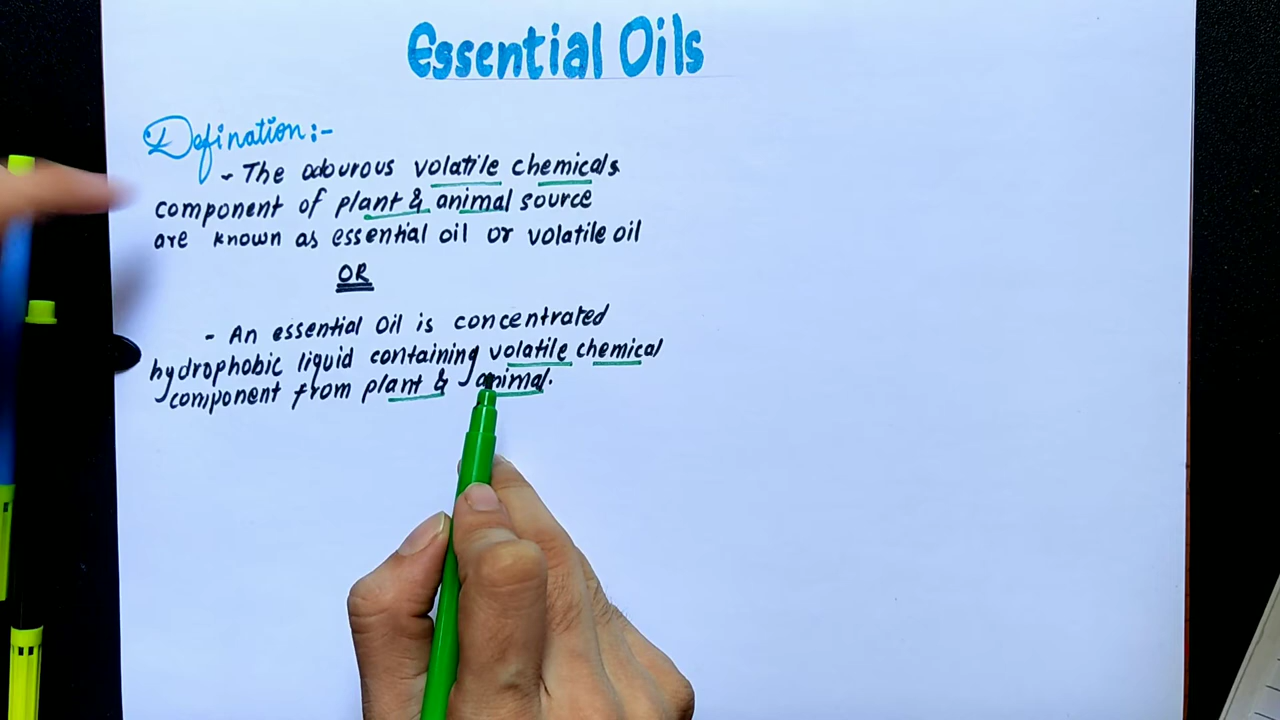 Essential Oils
Defination:-
- The odourous volatile chemicals
component of plant & animal source
are known as essential oil or volatile oil
OR
- An essential Oil is concentrated
hydrophobic liquid containing volatile chemical
component from plant & animal.